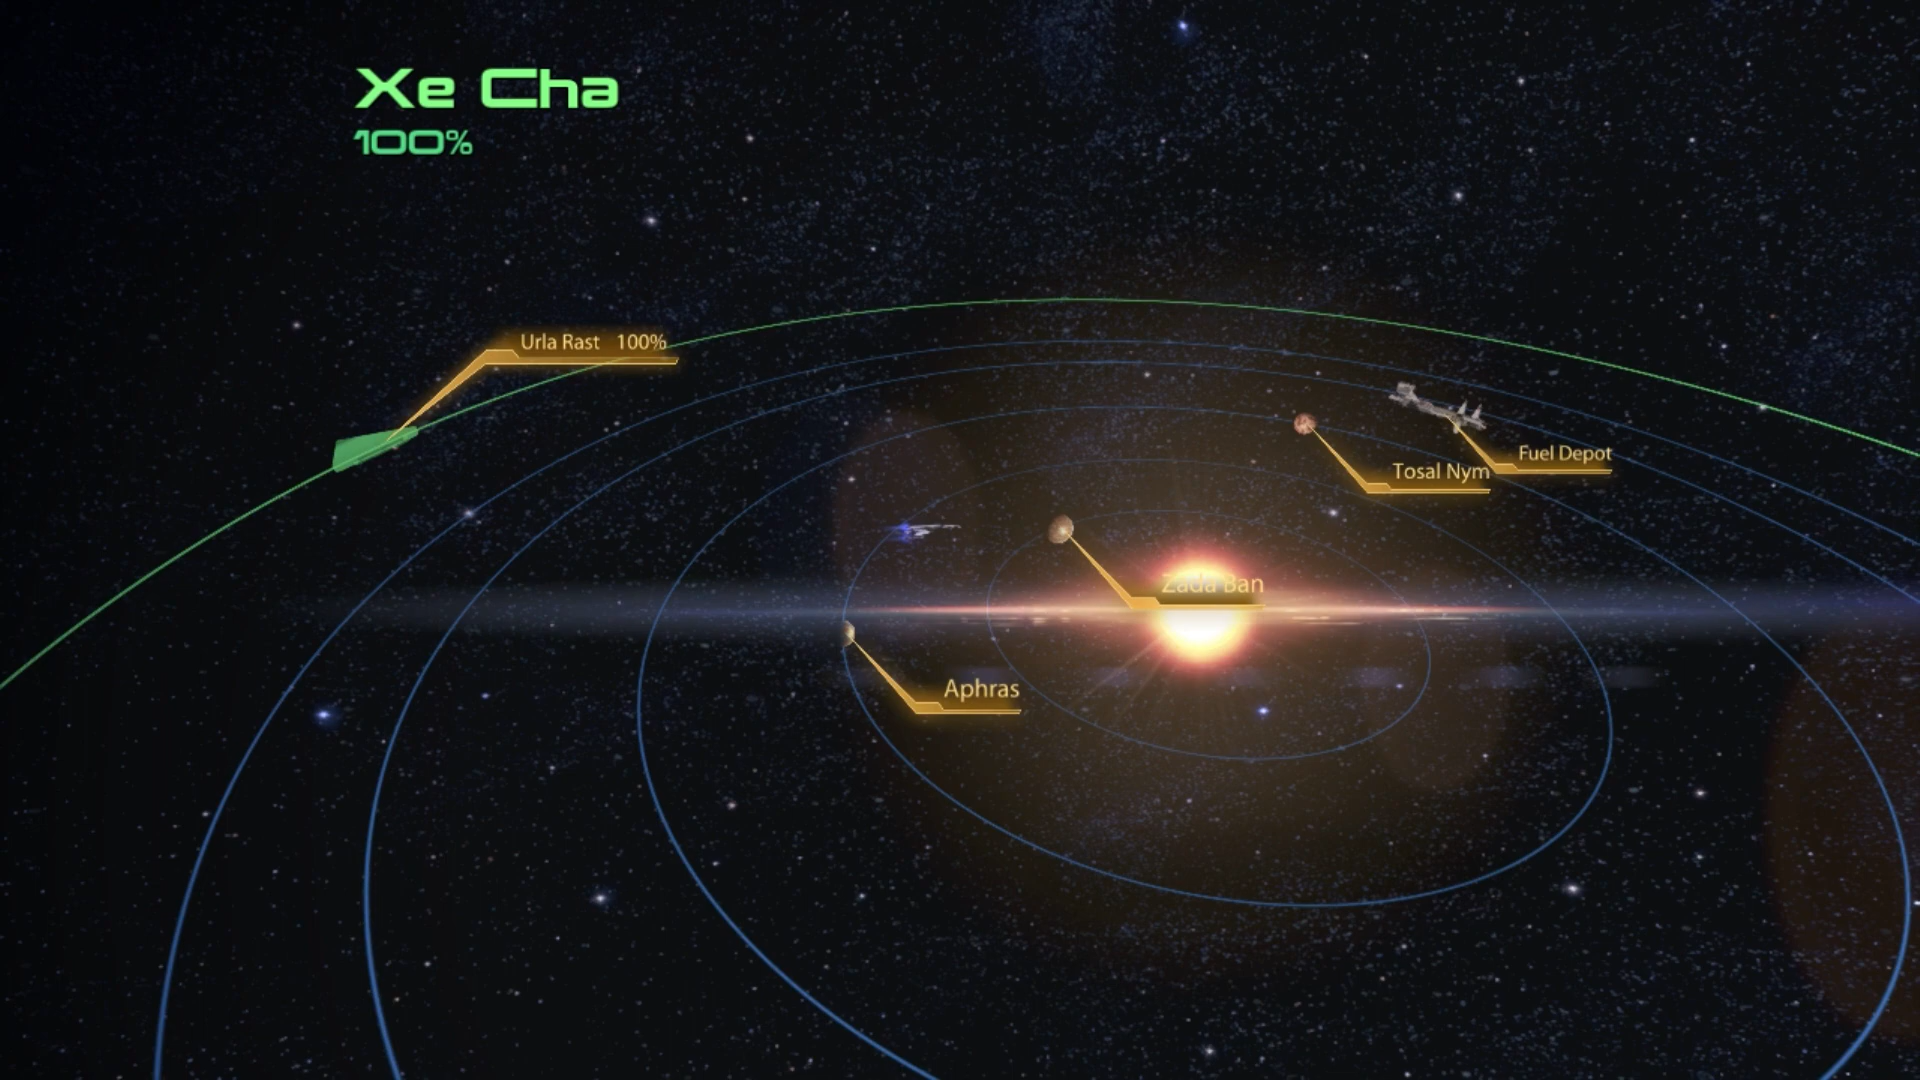 Xe Cha
100%
Urla Rast 100%
Fuel Depot
Tosal Nym
Zada Ban
Aphras